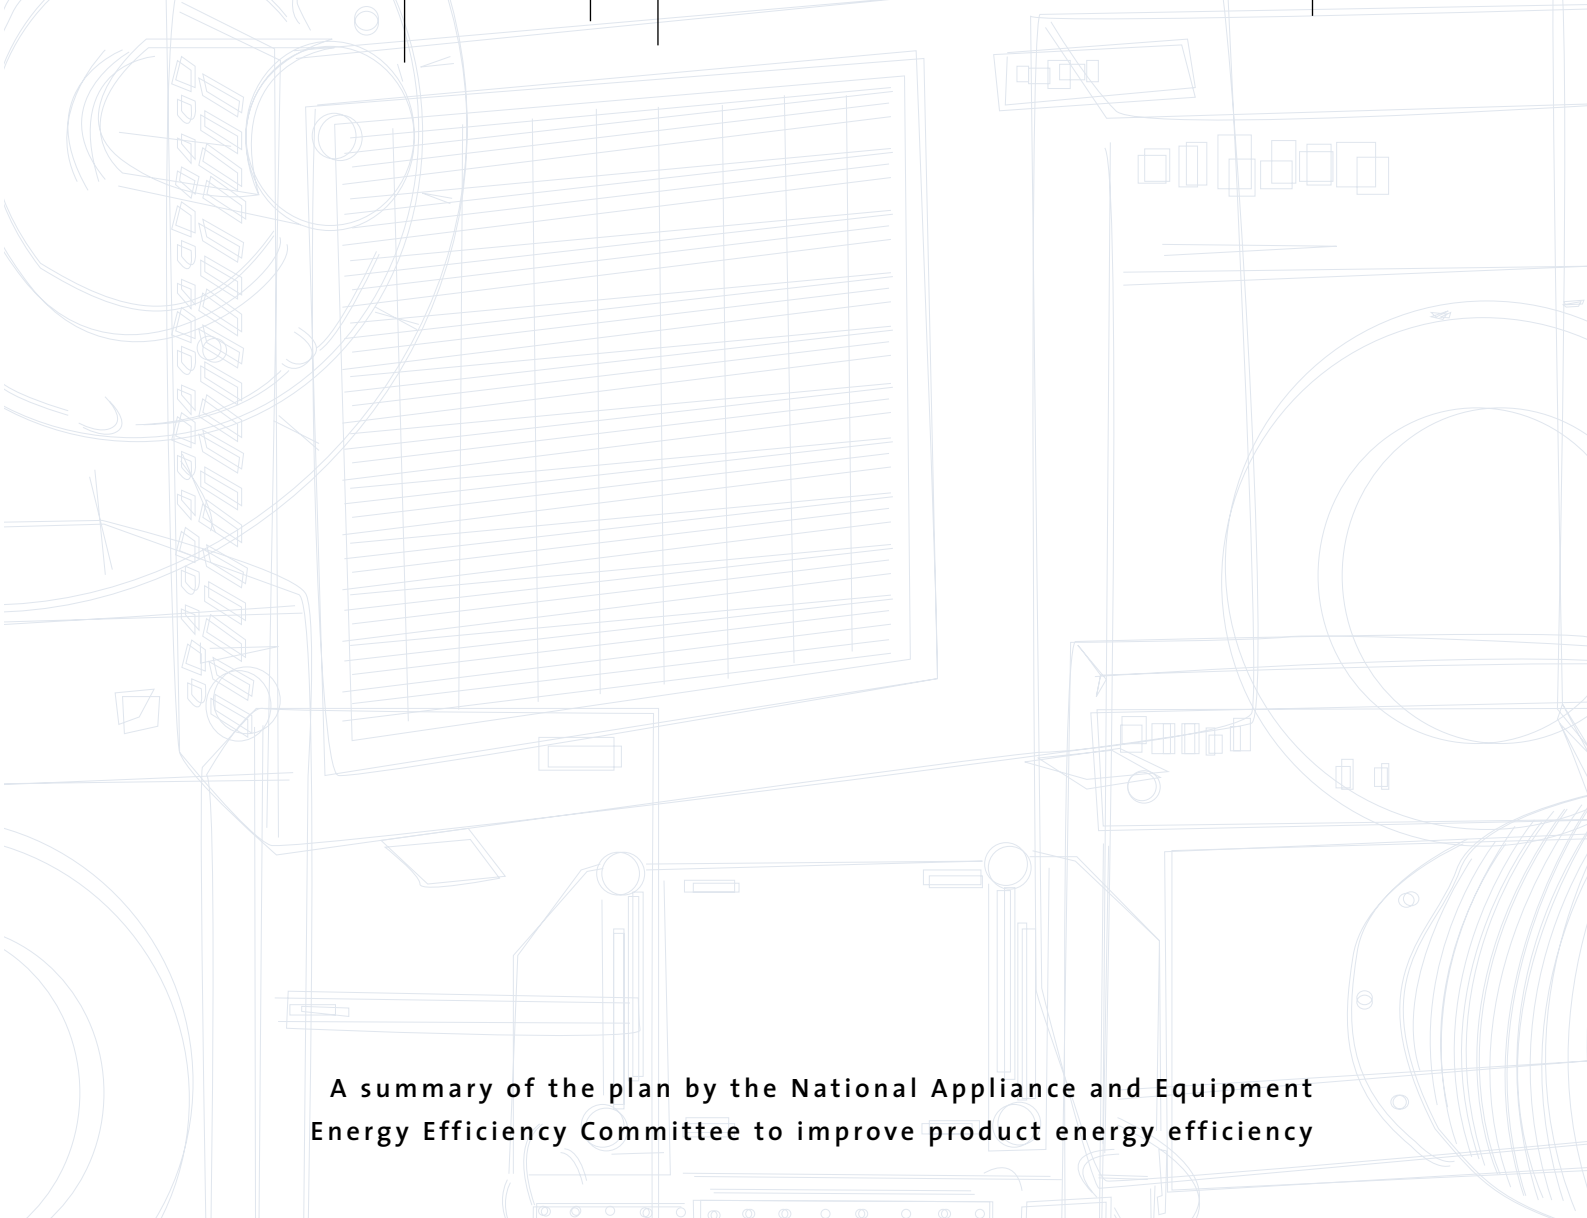 A summary of the plan by the National Appliance and Equipment
Energy Efficiency Committee to improve product energy efficiency